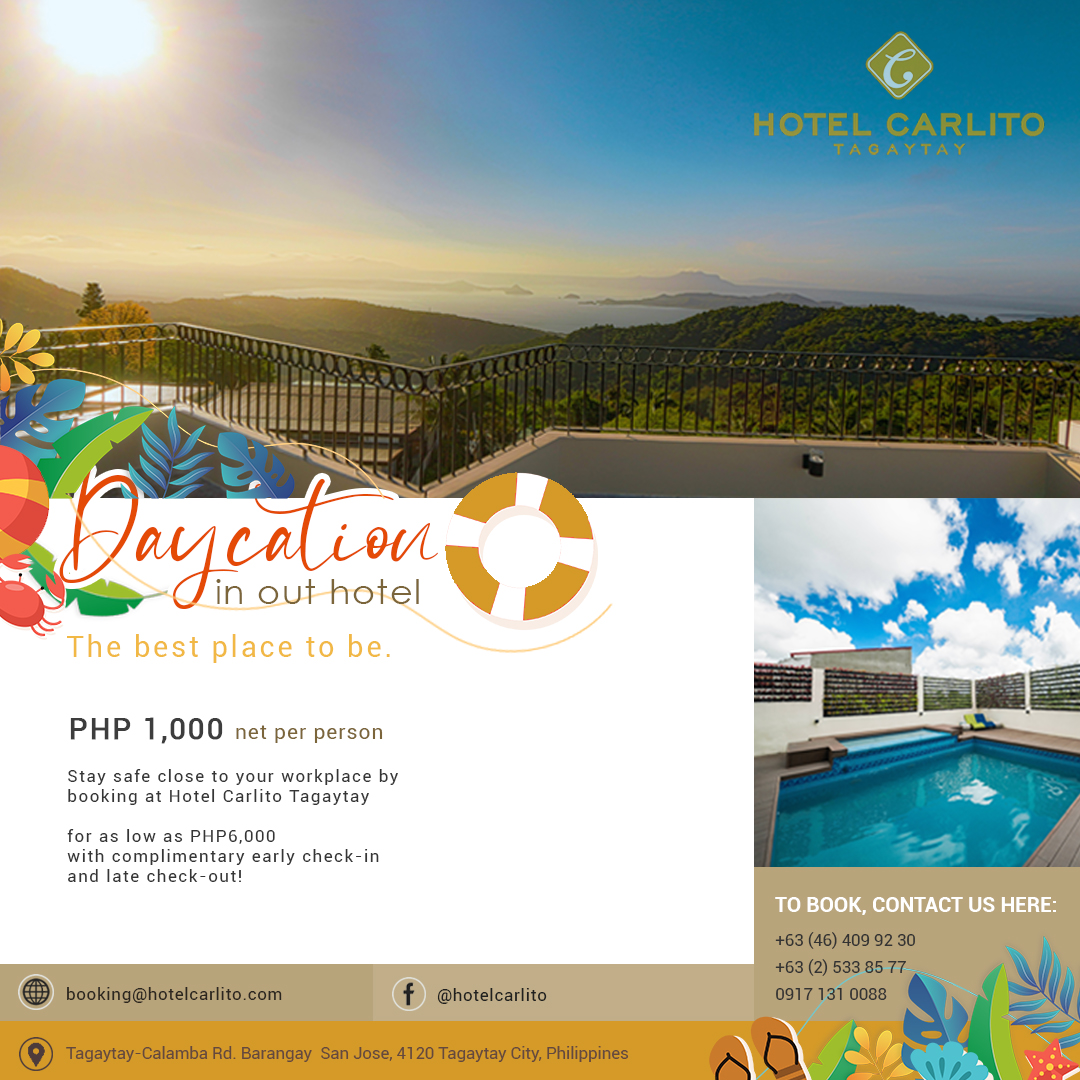 HOTEL CARLITO
TAGAYTAY
Daycation
in out hotel
The best place to be.
PHP 1,000 net per person
Stay safe close to your workplace by
booking at Hotel Carlito Tagaytay
for as low as PHP6,000
with complimentary early check-in
and late check-out!
TO BOOK, CONTACT US HERE:
+63 (46) 409 92 30
+63 (2) 533 85 77
0917 131 0088
booking@hotelcarlito.com
@hotelcarlito
Tagaytay-Calamba Rd. Barangay  San Jose, 4120 Tagaytay City, Philippines